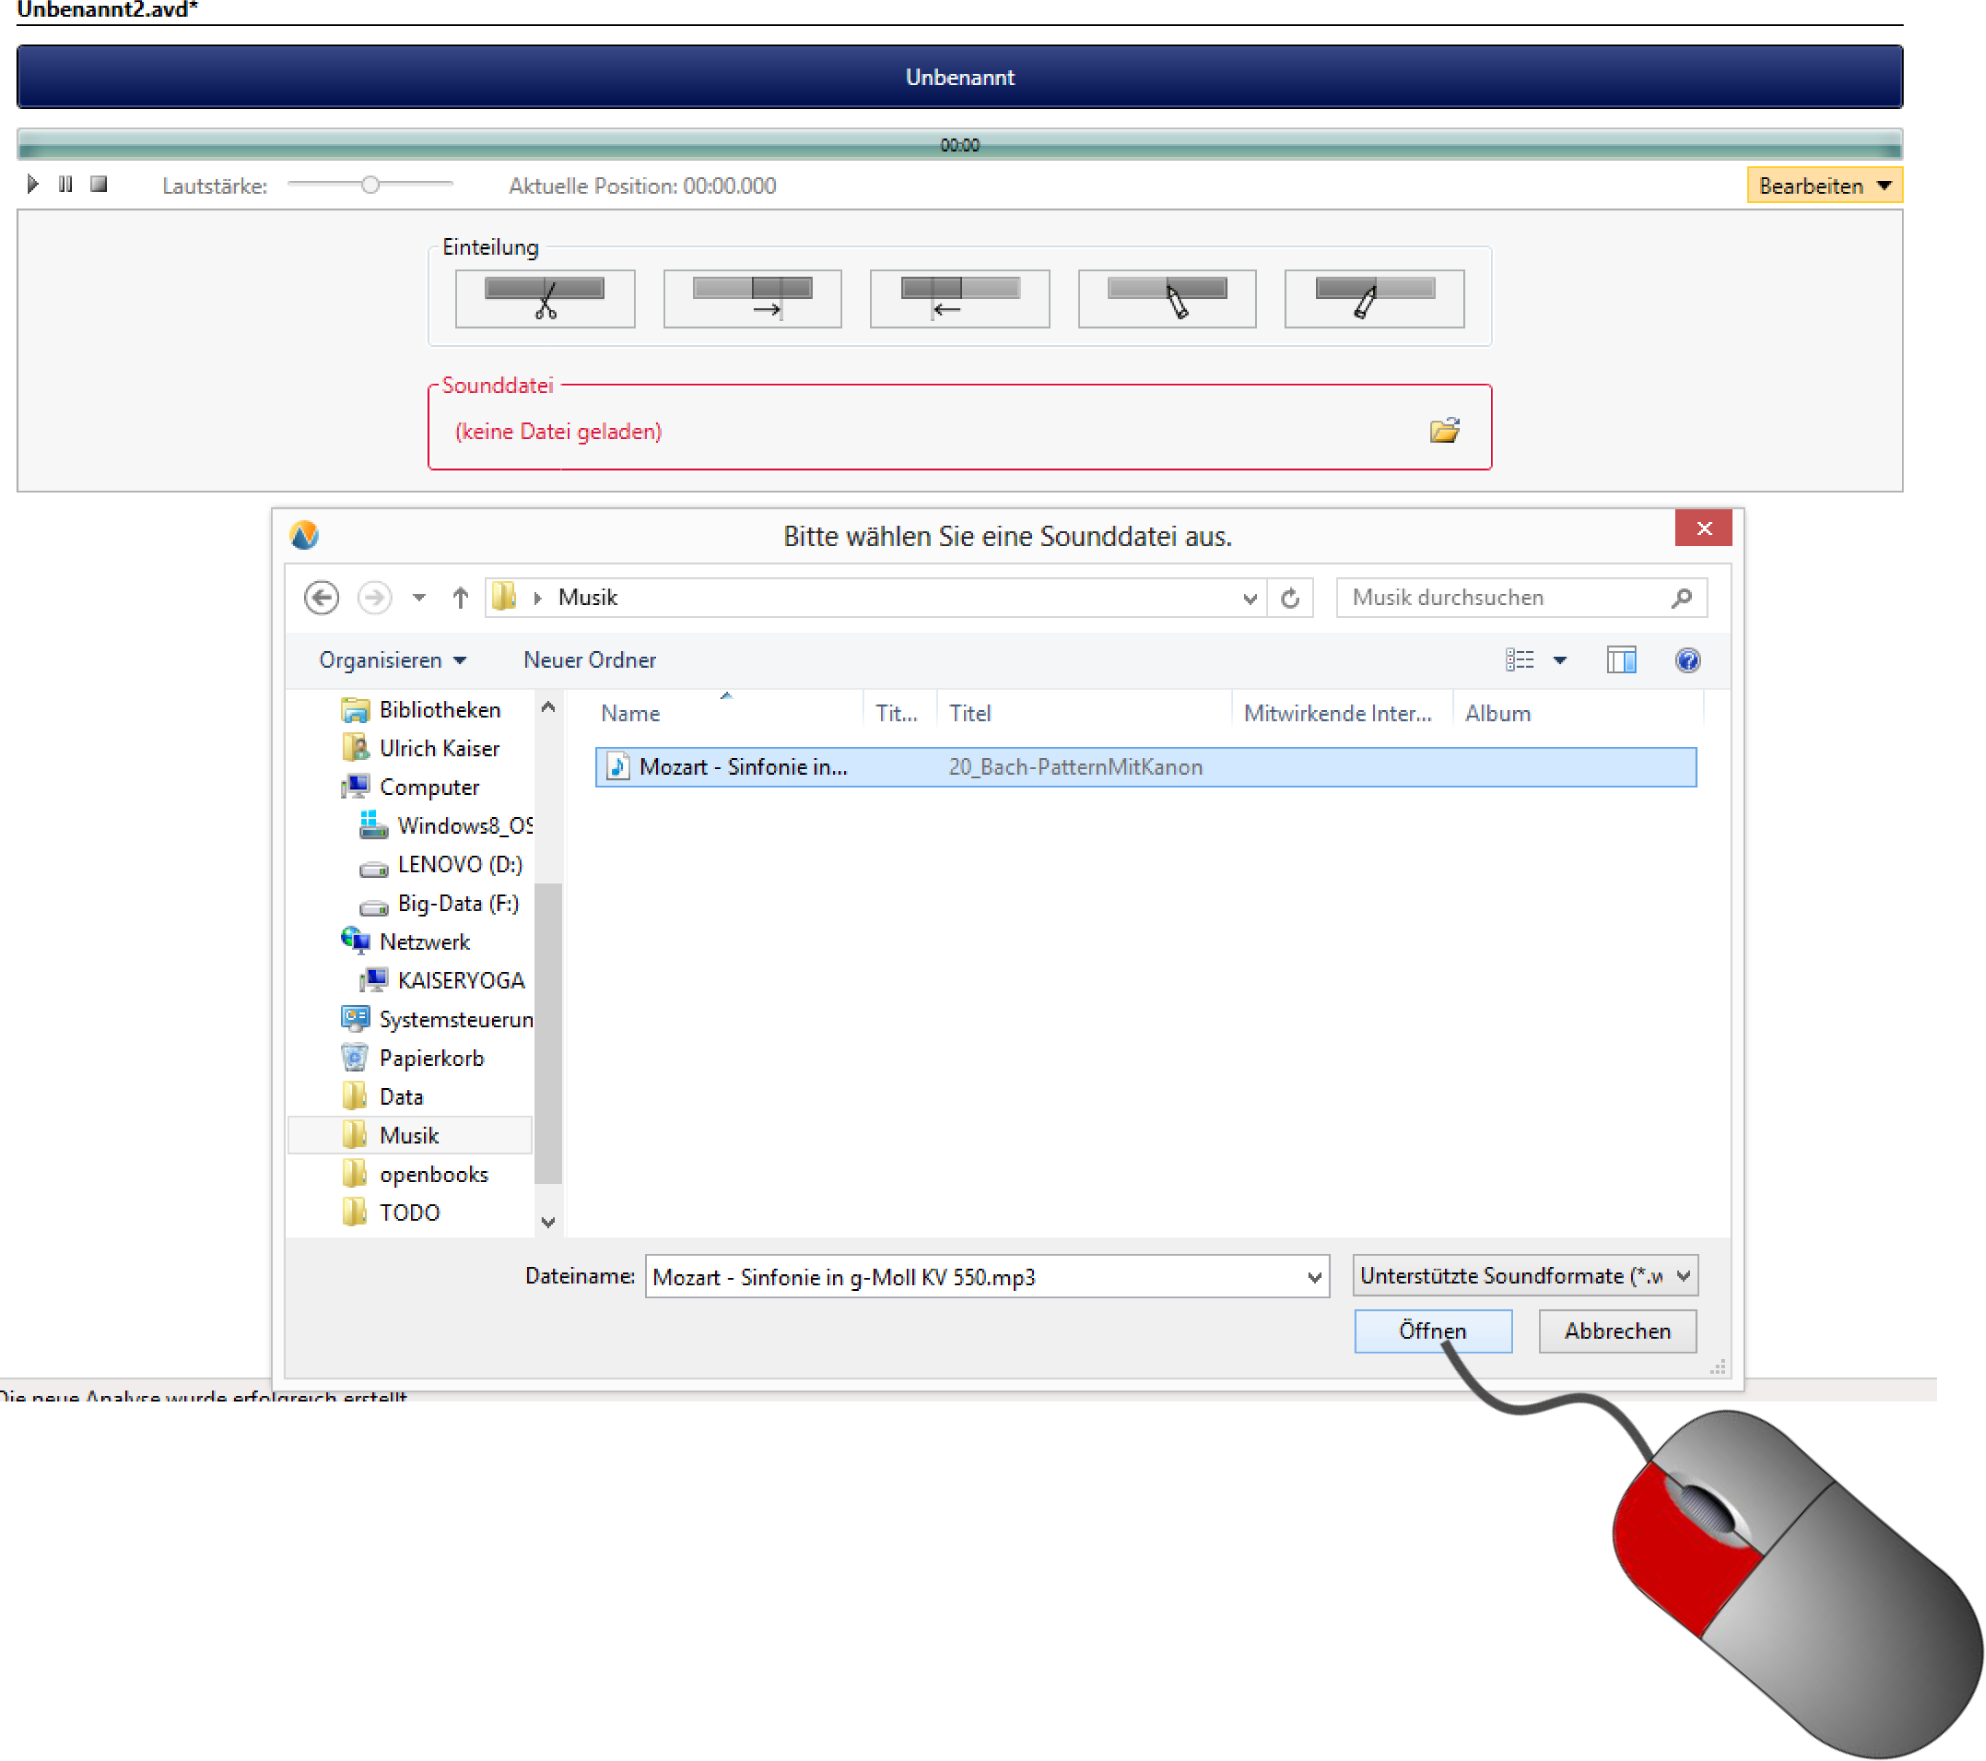 Unbenannt2.avd*
Unbenannt
00:00
Lautstärke: Aktuelle Position: 00:00.000 Bearbeiten
Einteilung
Sounddatei
(keine Datei geladen)
Bitte wählen Sie eine Sounddatei aus.
Musik Musik durchsuchen
Organisieren Neuer Ordner
Name Tit... Titel Mitwirkende Inter... Album
Mozart - Sinfonie in... 20_Bach-PatternMitKanon
Bibliotheken
Ulrich Kaiser
Computer
Windows8_OS
LENOVO (D:)
Big-Data (F:)
Netzwerk
KAISERYOGA
Systemsteuerun
Papierkorb
Data
Musik
openbooks
TODO
Dateiname: Mozart - Sinfonie in g-Moll KV 550.mp3 Unterstützte Soundformate (*.w
Öffnen Abbrechen
Die neue Analyse wurde erfolgreich erstellt